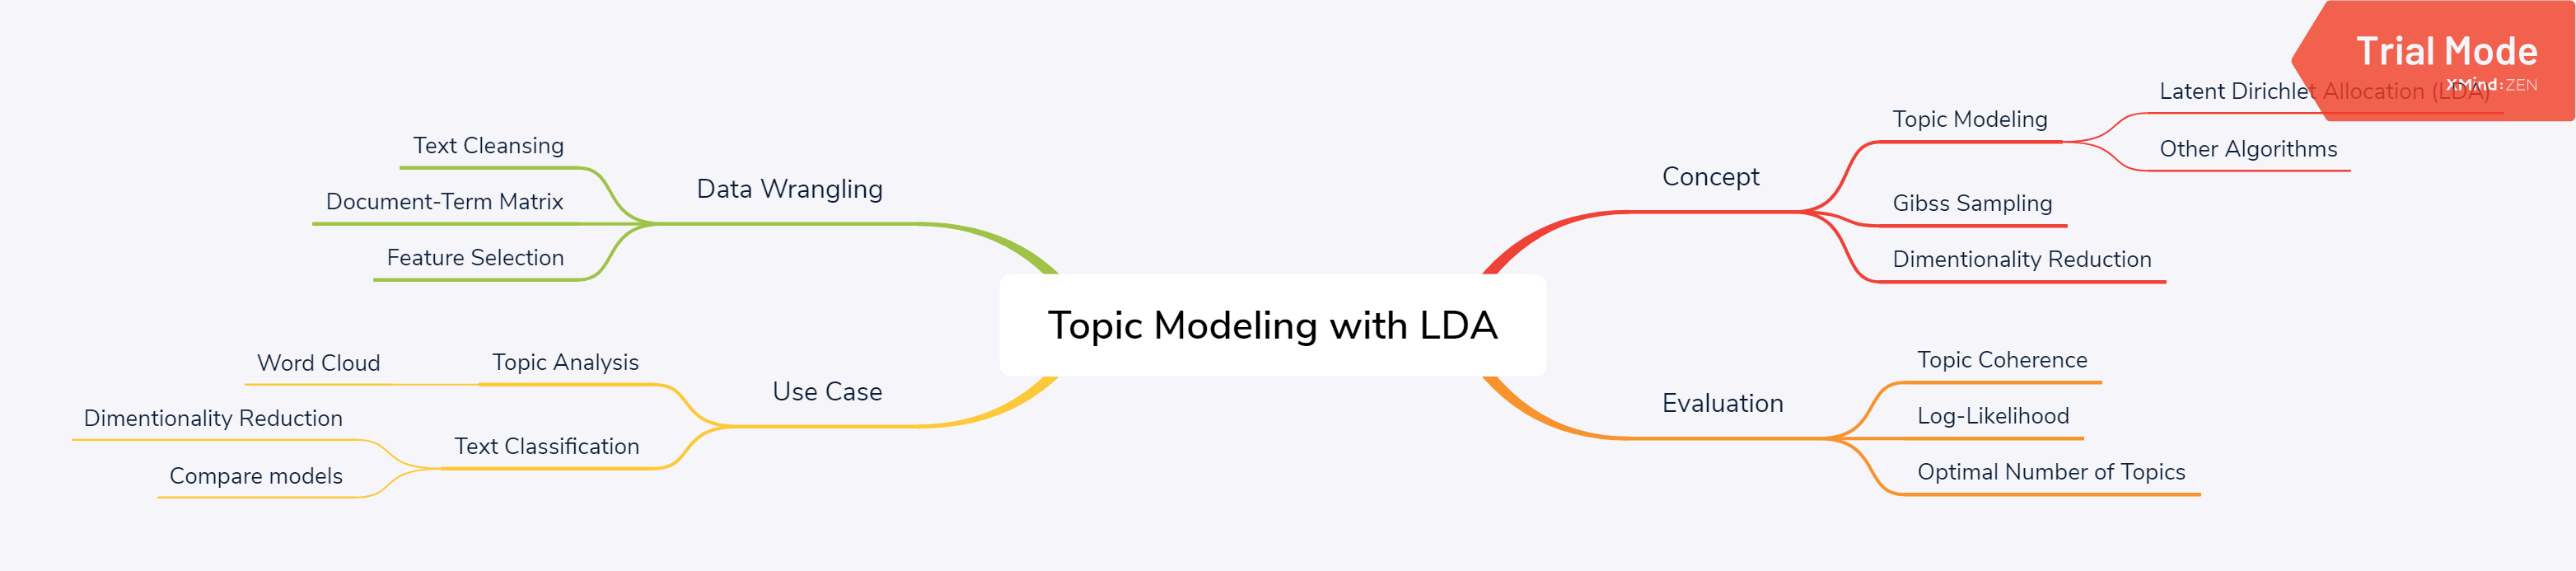 Trial Mode
XMind:ZEN
Topic Modeling with LDA
Concept
Topic Modeling
Latent Dirichlet Allocation (LDA)
Other Algorithms
Gibss Sampling
Dimentionality Reduction
Evaluation
Topic Coherence
Log-Likelihood
Optimal Number of Topics
Data Wrangling
Text Cleansing
Document-Term Matrix
Feature Selection
Use Case
Topic Analysis
Word Cloud
Text Classification
Dimentionality Reduction
Compare models